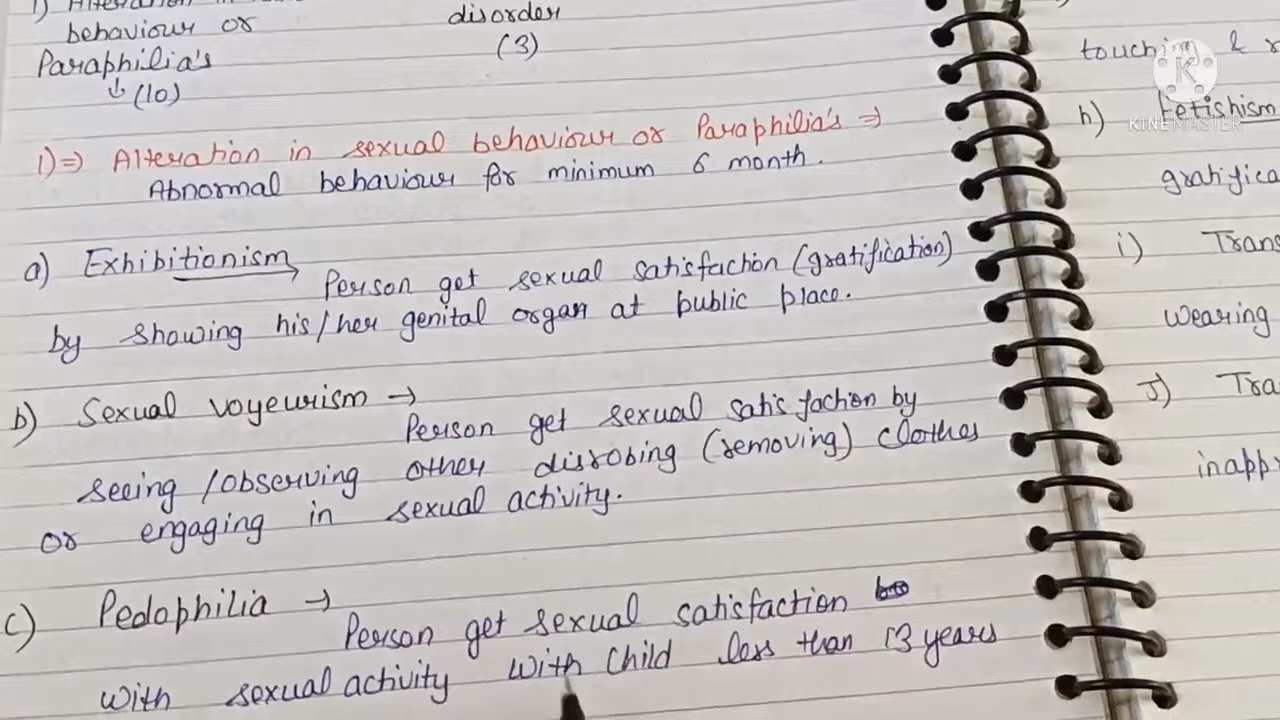 1) Alteration in
behaviour or
Paraphilia's
↓ (10)
disorder
(3)
1) ⇒ Alteration in sexual behaviour or Paraphilia's ⇒
Abnormal behaviour for minimum 6 month.
a) Exhibitionism → Person get sexual satisfaction (gratification)
by showing his/her genital organ at public place.
b) Sexual voyeurism →
Person get sexual satisfaction by
seeing/observing other disrobing (removing) clothes
or engaging in sexual activity.
c) Pedophilia →
Person get sexual satisfaction
with sexual activity with child less than 13 years
touching &
h) Fetishism
gratifica
i) Trans
wearing
J) Tra
inapp
K
KINEMASTER